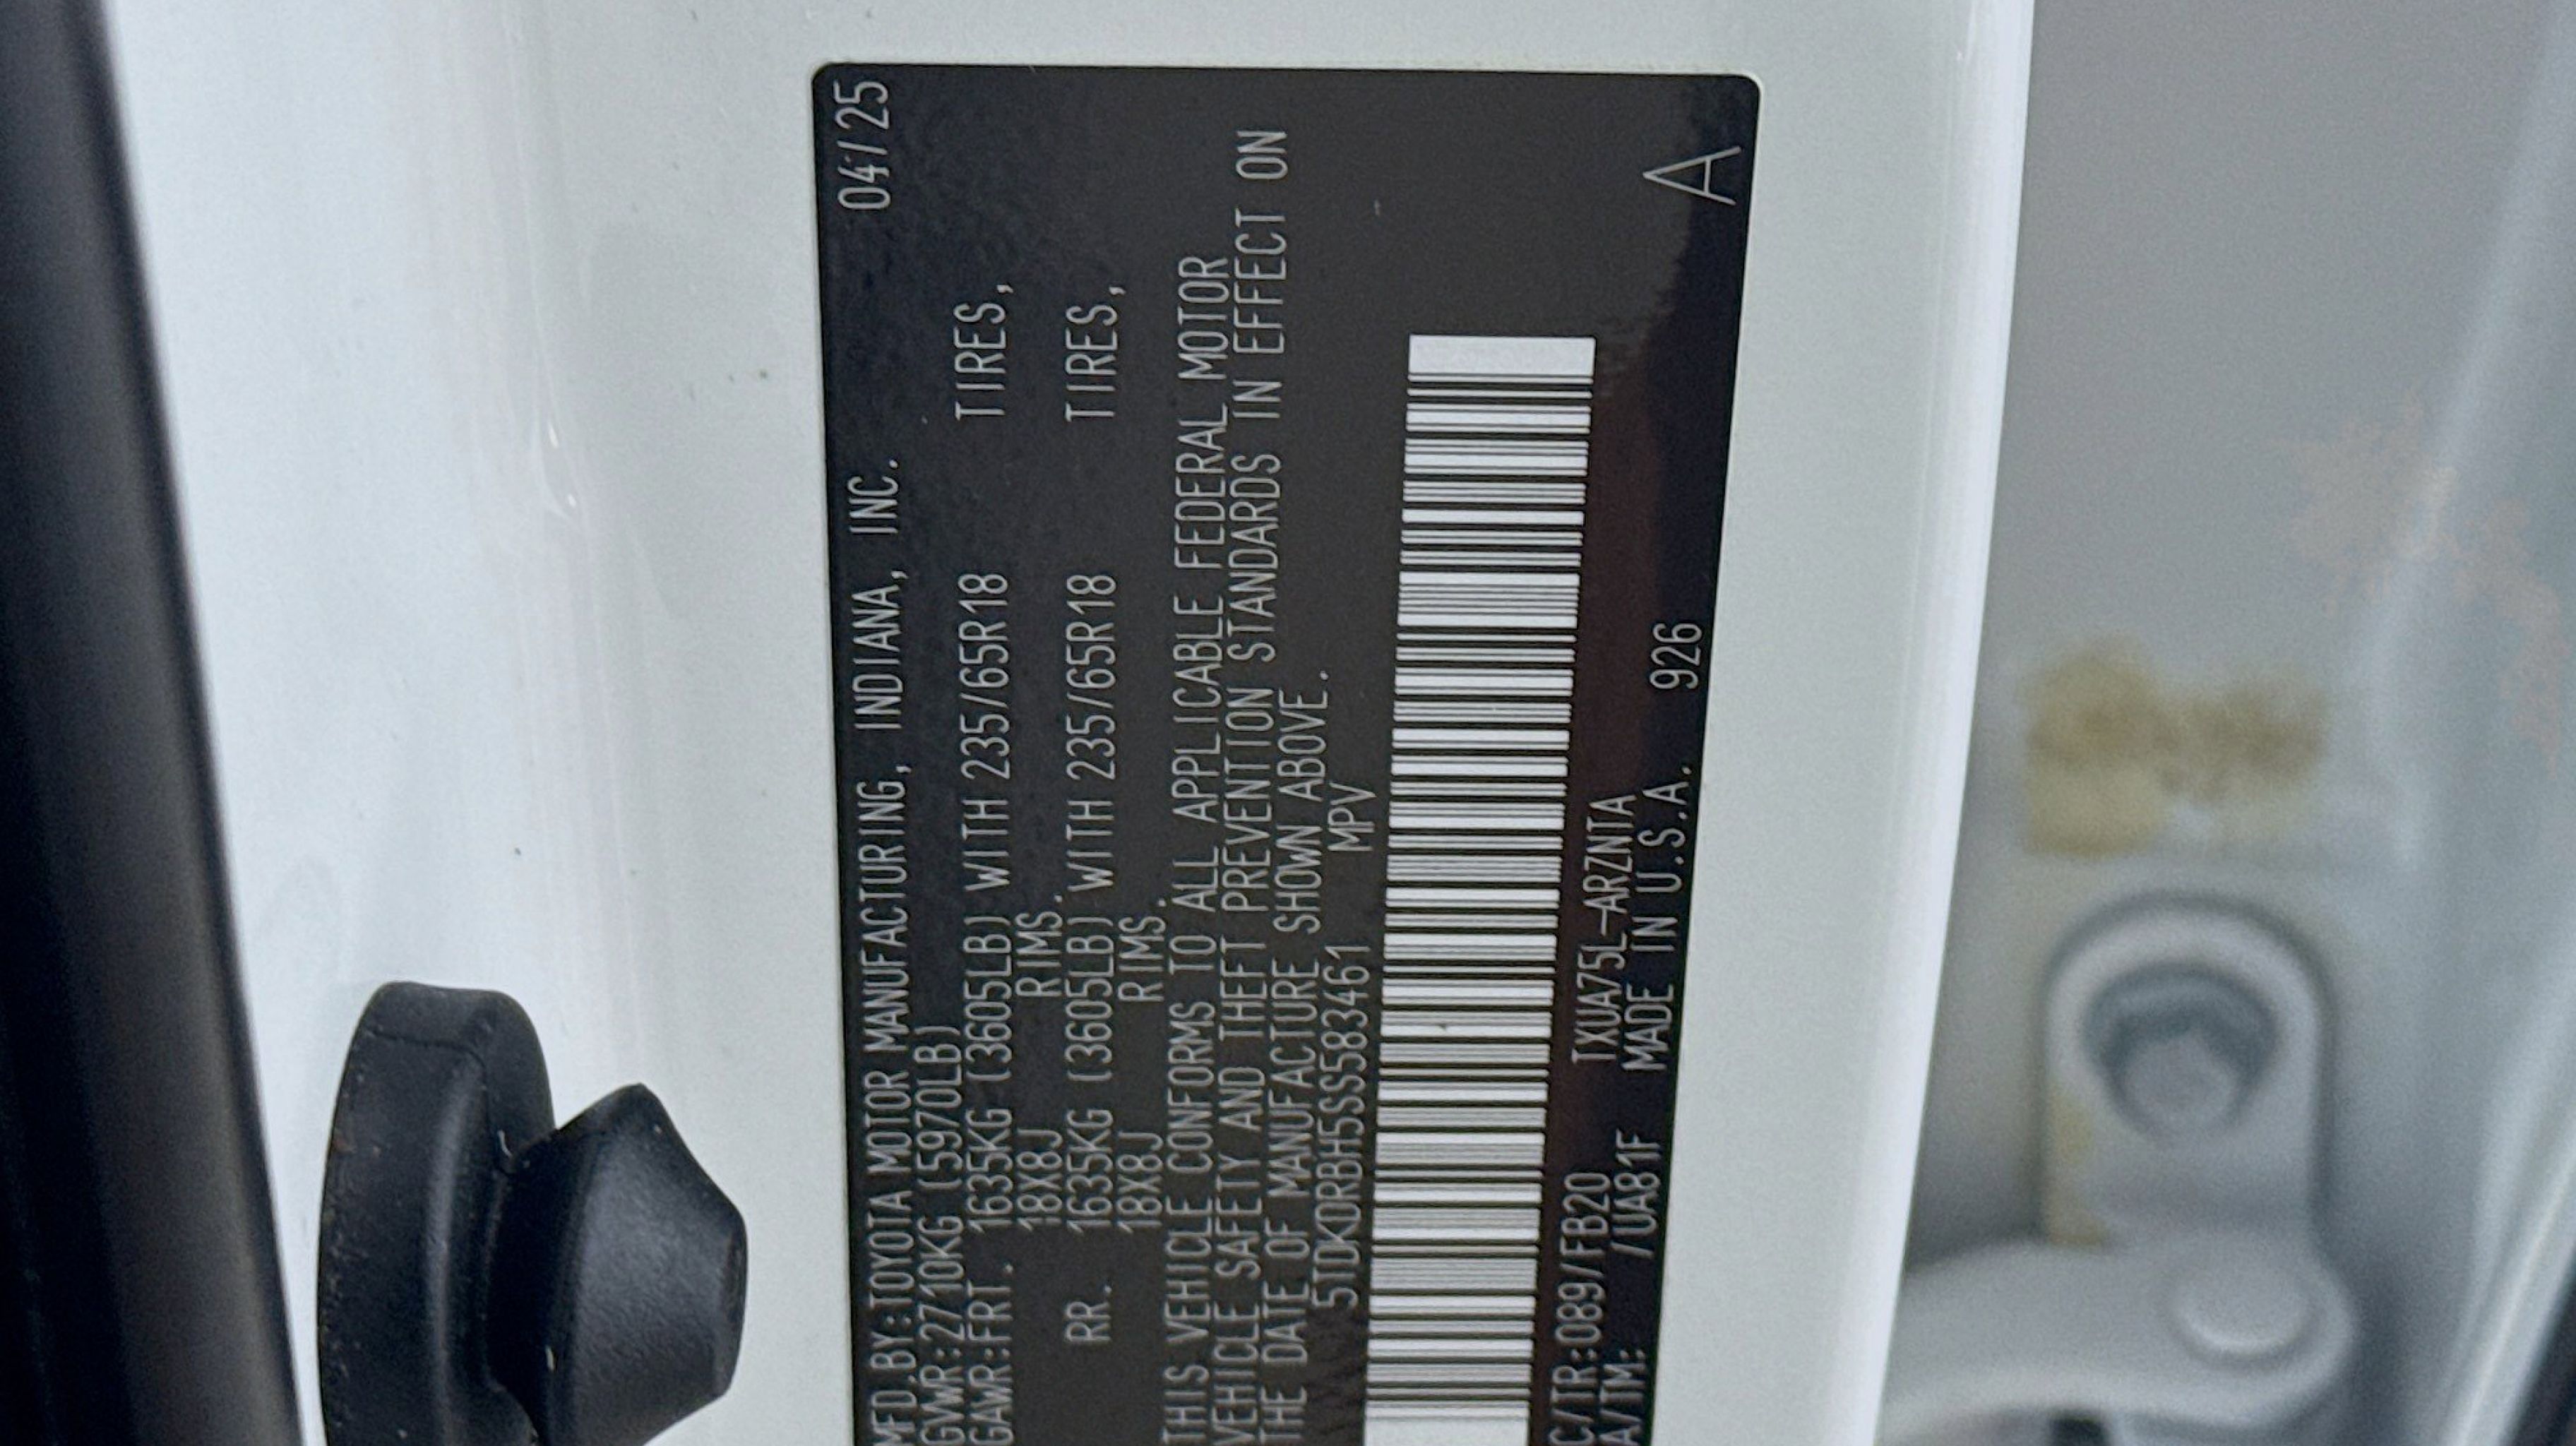 MFD.BY:TOYOTA MOTOR MANUFACTURING, INDIANA, INC. 04/25
GVWR:2710KG (5970LB)
GAWR:FRT. 1635KG (3605LB) WITH 235/65R18 TIRES,
18X8J RIMS.
RR. 1635KG (3605LB) WITH 235/65R18 TIRES,
18X8J RIMS.
THIS VEHICLE CONFORMS TO ALL APPLICABLE FEDERAL MOTOR
VEHICLE SAFETY AND THEFT PREVENTION STANDARDS IN EFFECT ON
THE DATE OF MANUFACTURE SHOWN ABOVE.
5TDKDRBH5SS583461 MPV
C/TR:089/FB20 TXUA75L-ARZNTA
A/TM: /UA81F MADE IN U.S.A. 926
A